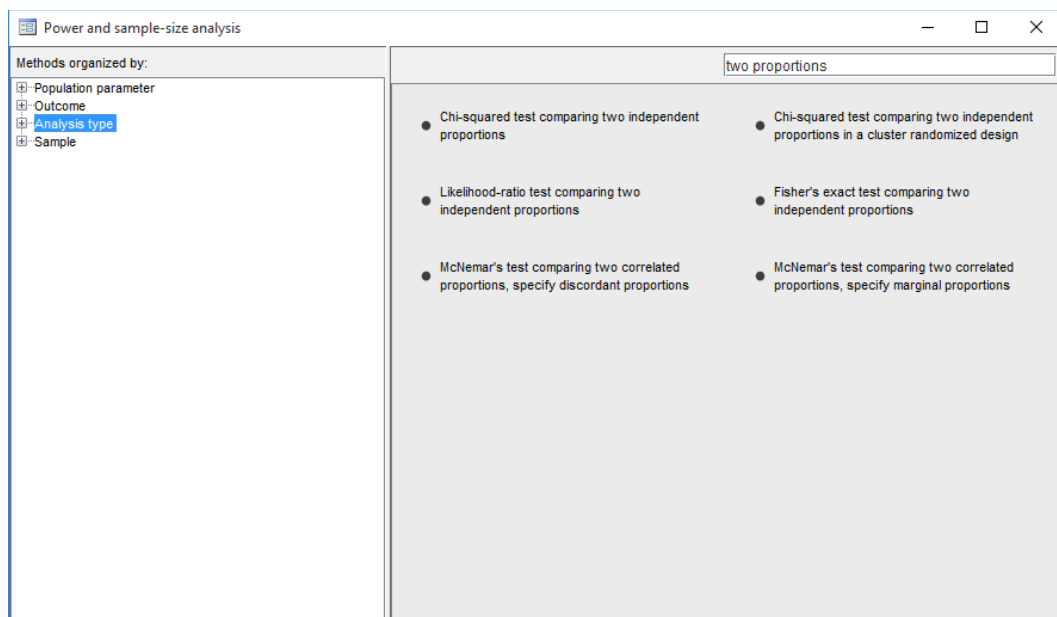 Power and sample-size analysis
Methods organized by:
two proportions
Population parameter
Outcome
Analysis type
Sample
Chi-squared test comparing two independent
proportions
Chi-squared test comparing two independent
proportions in a cluster randomized design
Likelihood-ratio test comparing two
independent proportions
Fisher's exact test comparing two
independent proportions
McNemar's test comparing two correlated
proportions, specify discordant proportions
McNemar's test comparing two correlated
proportions, specify marginal proportions